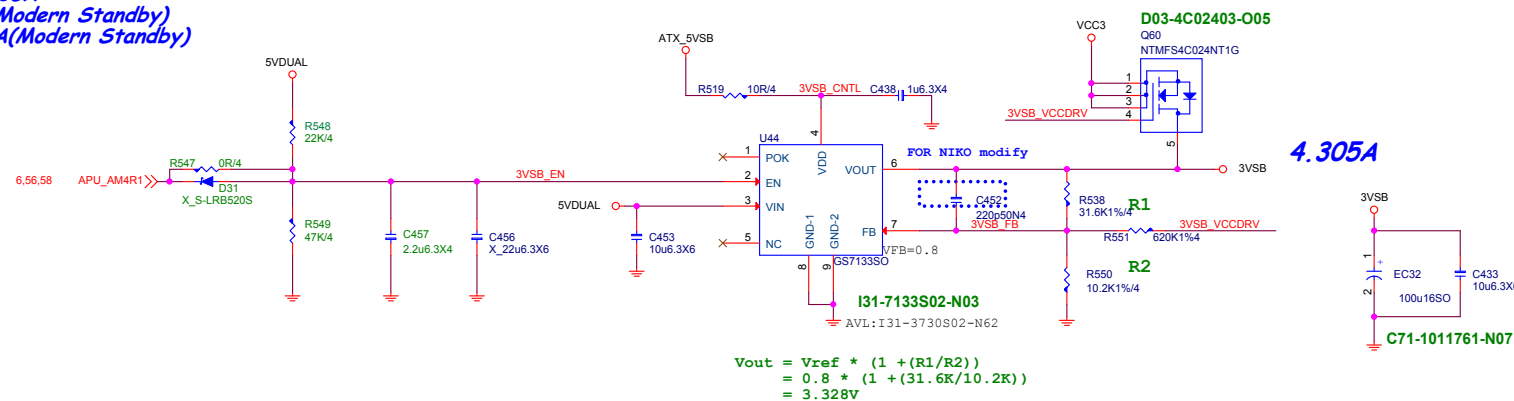 Modern Standby)
A(Modern Standby)
5VDUAL
R548
22K/4
R547
0R/4
6,56,58
APU_AM4R1
D31
X_S-LRB520S
R549
47K/4
C457
2.2u6.3X4
C456
X_22u6.3X6
3VSB_EN
ATX_5VSB
R519
10R/4
3VSB_CNTL
C438
1u6.3X4
U44
1
POK
2
EN
3
VIN
5
NC
4
VDD
VOUT
6
FB
7
GND-1
GND-2
8
9
GS7133SO
VFB=0.8
5VDUAL
C453
10u6.3X6
FOR NIKO modify
C452
220p50N4
3VSB_FB
R538
31.6K1%/4
R1
R551
620K1%4
3VSB_VCCDRV
R2
R550
10.2K1%/4
I31-7133S02-N03
AVL:I31-3730S02-N62
Vout = Vref * (1 +(R1/R2))
= 0.8 * (1 +(31.6K/10.2K))
= 3.328V
D03-4C02403-O05
VCC3
Q60
NTMFS4C024NT1G
1
2
3
4
5
3VSB_VCCDRV
3VSB
4.305A
3VSB
1
+
2
EC32
100u16SO
C433
10u6.3X
C71-1011761-N07